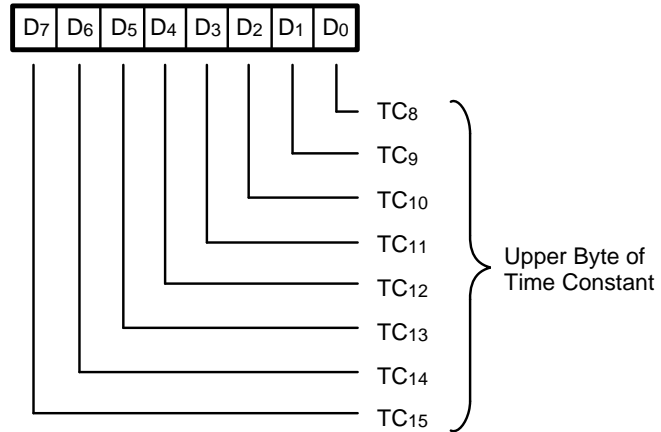 D7 D6 D5 D4 D3 D2 D1 D0
TC8
TC9
TC10
TC11
TC12
TC13
TC14
TC15
Upper Byte of
Time Constant